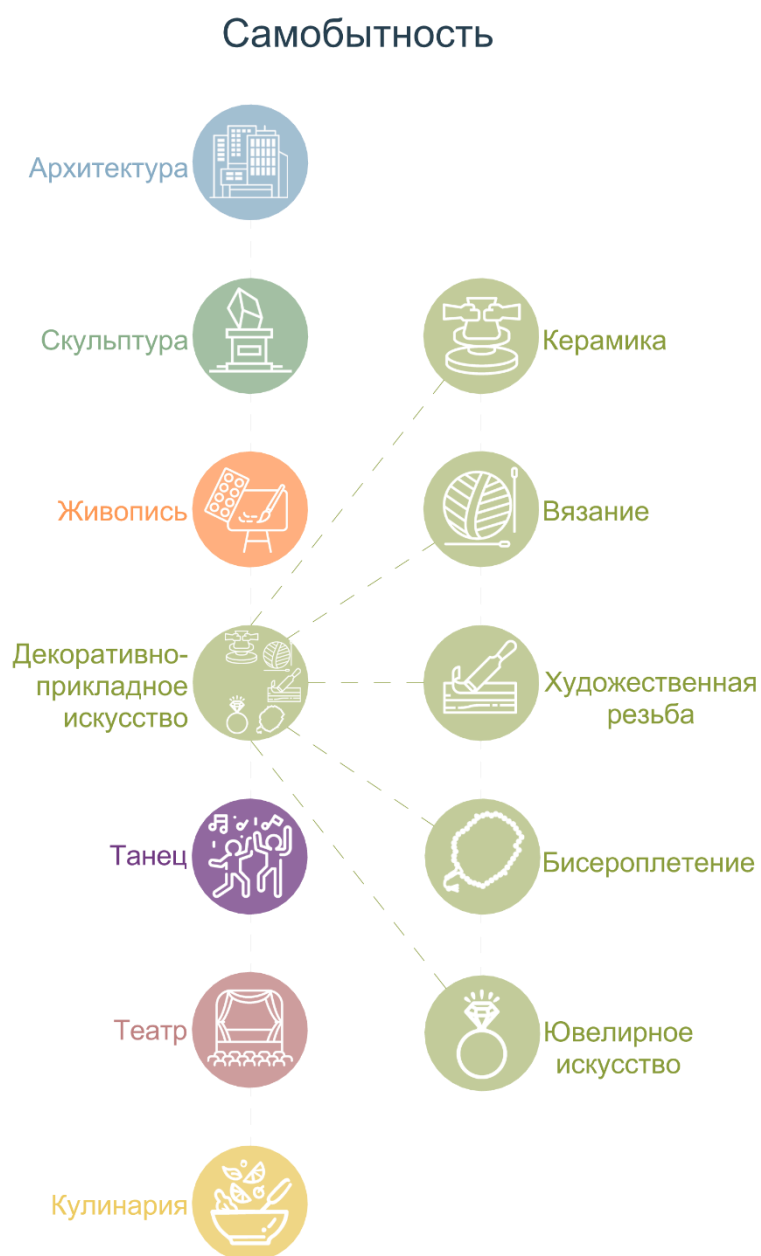 Самобытность
Архитектура
Скульптура
Керамика
Живопись
Вязание
Декоративно-
прикладное
искусство
Художественная
резьба
Танец
Бисероплетение
Театр
Ювелирное
искусство
Кулинария